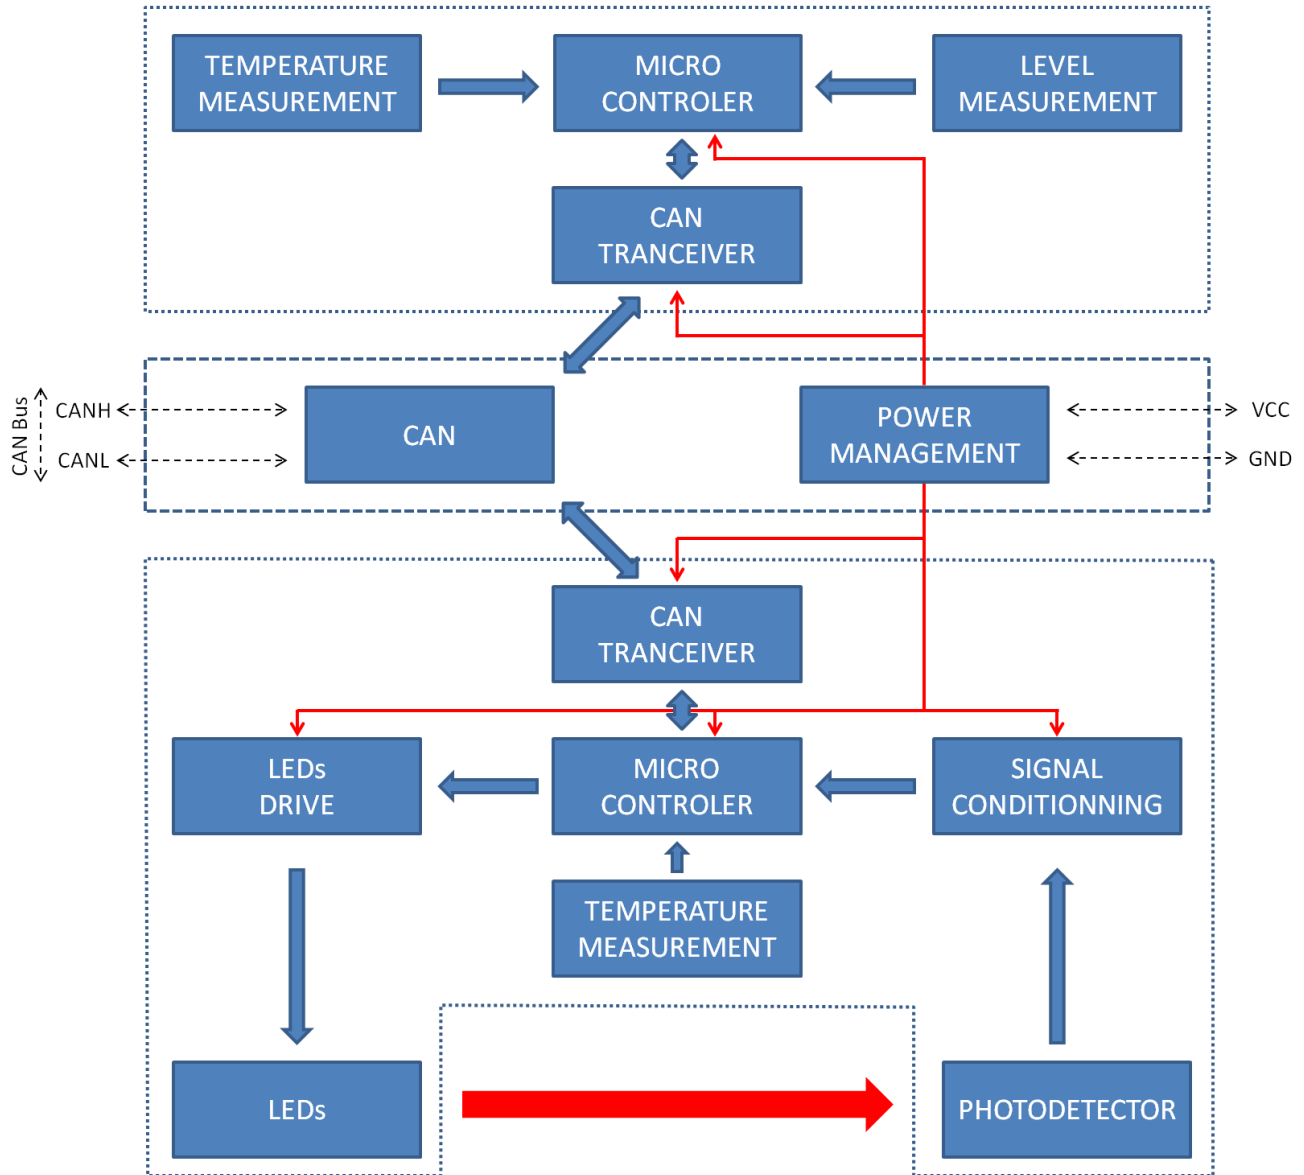 TEMPERATURE
MEASUREMENT
MICRO
CONTROLER
LEVEL
MEASUREMENT
CAN
TRANCEIVER
CAN Bus
CANH
CANL
CAN
POWER
MANAGEMENT
VCC
GND
CAN
TRANCEIVER
LEDs
DRIVE
MICRO
CONTROLER
SIGNAL
CONDITIONNING
TEMPERATURE
MEASUREMENT
LEDs
PHOTODETECTOR